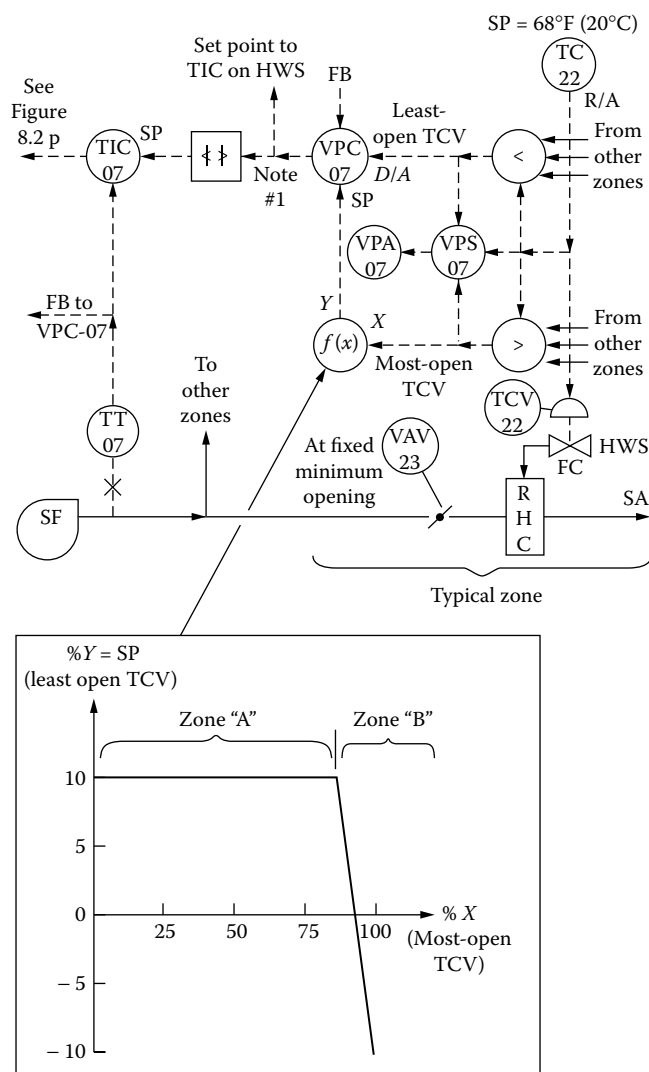 SP = 68°F (20°C)
TC
22
R/A
Set point to
TIC on HWS
FB
See
Figure
8.2 p
TIC
07
SP
< >
Note
#1
VPC
07
D/A
SP
Least-
open TCV
<
From
other
zones
VPA
07
VPS
07
FB to
VPC-07
Y
X
f(x)
Most-open
TCV
>
From
other
zones
To
other
zones
TT
07
TCV
22
HWS
FC
At fixed
minimum
opening
VAV
23
R
H
C
SF
SA
Typical zone
%Y = SP
(least open TCV)
Zone “A”
Zone “B”
10
5
0
25
50
75
100
% X
(Most-open
TCV)
– 5
– 10